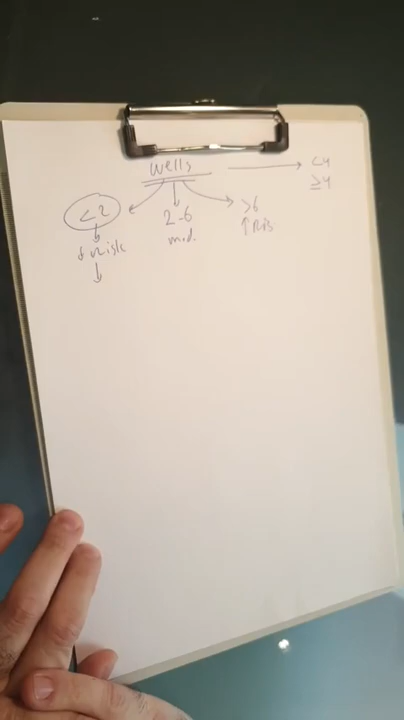 Wells → <4
≥4
<2 2-6 >6
↓ risk mod. ↑ Risk